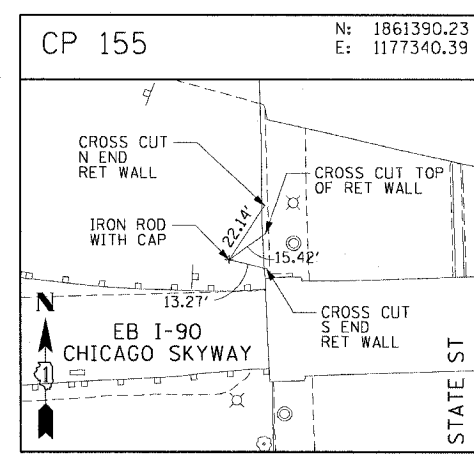 CP 155
N: 1861390.23
E: 1177340.39
CROSS CUT
N END
RET WALL
CROSS CUT TOP
OF RET WALL
IRON ROD
WITH CAP
22.14'
15.42'
13.27'
N
1
EB I-90
CHICAGO SKYWAY
CROSS CUT
S END
RET WALL
STATE ST